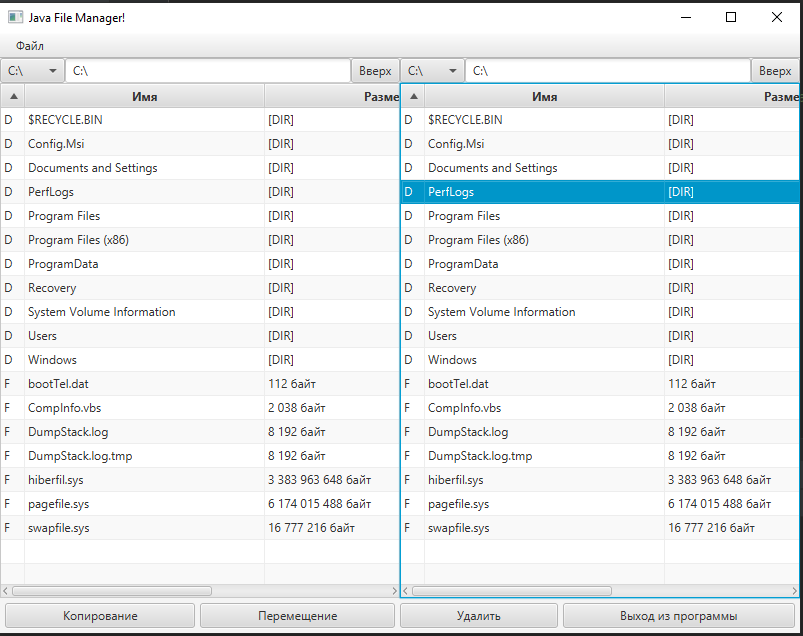 Java File Manager!
Файл
C:\ C:\ Вверх C:\ C:\ Вверх
Имя Разме Имя Разме
D $RECYCLE.BIN [DIR] D $RECYCLE.BIN [DIR]
D Config.Msi [DIR] D Config.Msi [DIR]
D Documents and Settings [DIR] D Documents and Settings [DIR]
D PerfLogs [DIR] D PerfLogs [DIR]
D Program Files [DIR] D Program Files [DIR]
D Program Files (x86) [DIR] D Program Files (x86) [DIR]
D ProgramData [DIR] D ProgramData [DIR]
D Recovery [DIR] D Recovery [DIR]
D System Volume Information [DIR] D System Volume Information [DIR]
D Users [DIR] D Users [DIR]
D Windows [DIR] D Windows [DIR]
F bootTel.dat 112 байт F bootTel.dat 112 байт
F CompInfo.vbs 2 038 байт F CompInfo.vbs 2 038 байт
F DumpStack.log 8 192 байт F DumpStack.log 8 192 байт
F DumpStack.log.tmp 8 192 байт F DumpStack.log.tmp 8 192 байт
F hiberfil.sys 3 383 963 648 байт F hiberfil.sys 3 383 963 648 байт
F pagefile.sys 6 174 015 488 байт F pagefile.sys 6 174 015 488 байт
F swapfile.sys 16 777 216 байт F swapfile.sys 16 777 216 байт
Копирование Перемещение Удалить Выход из программы